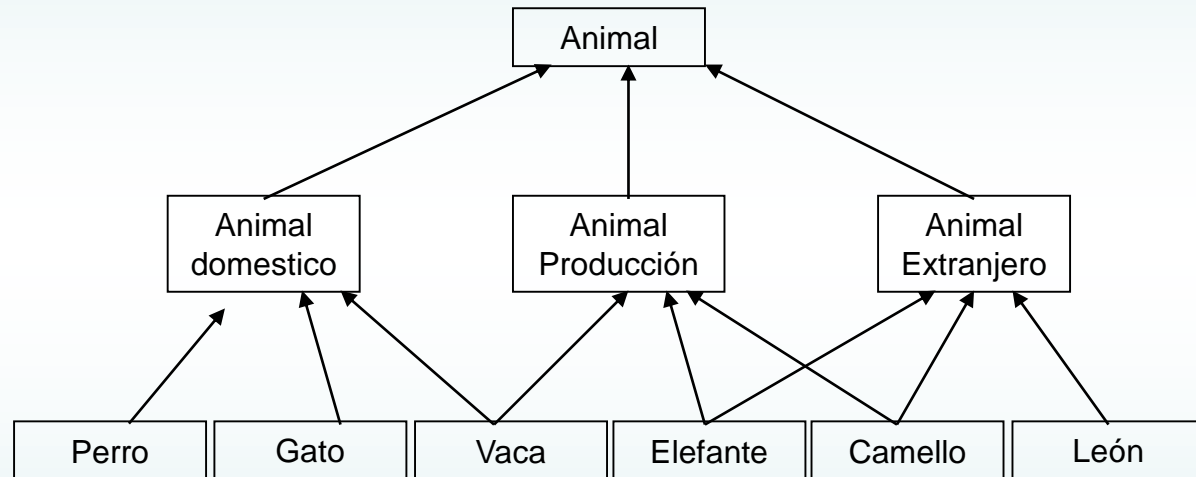 Animal
Animal
domestico
Animal
Producción
Animal
Extranjero
Perro
Gato
Vaca
Elefante
Camello
León